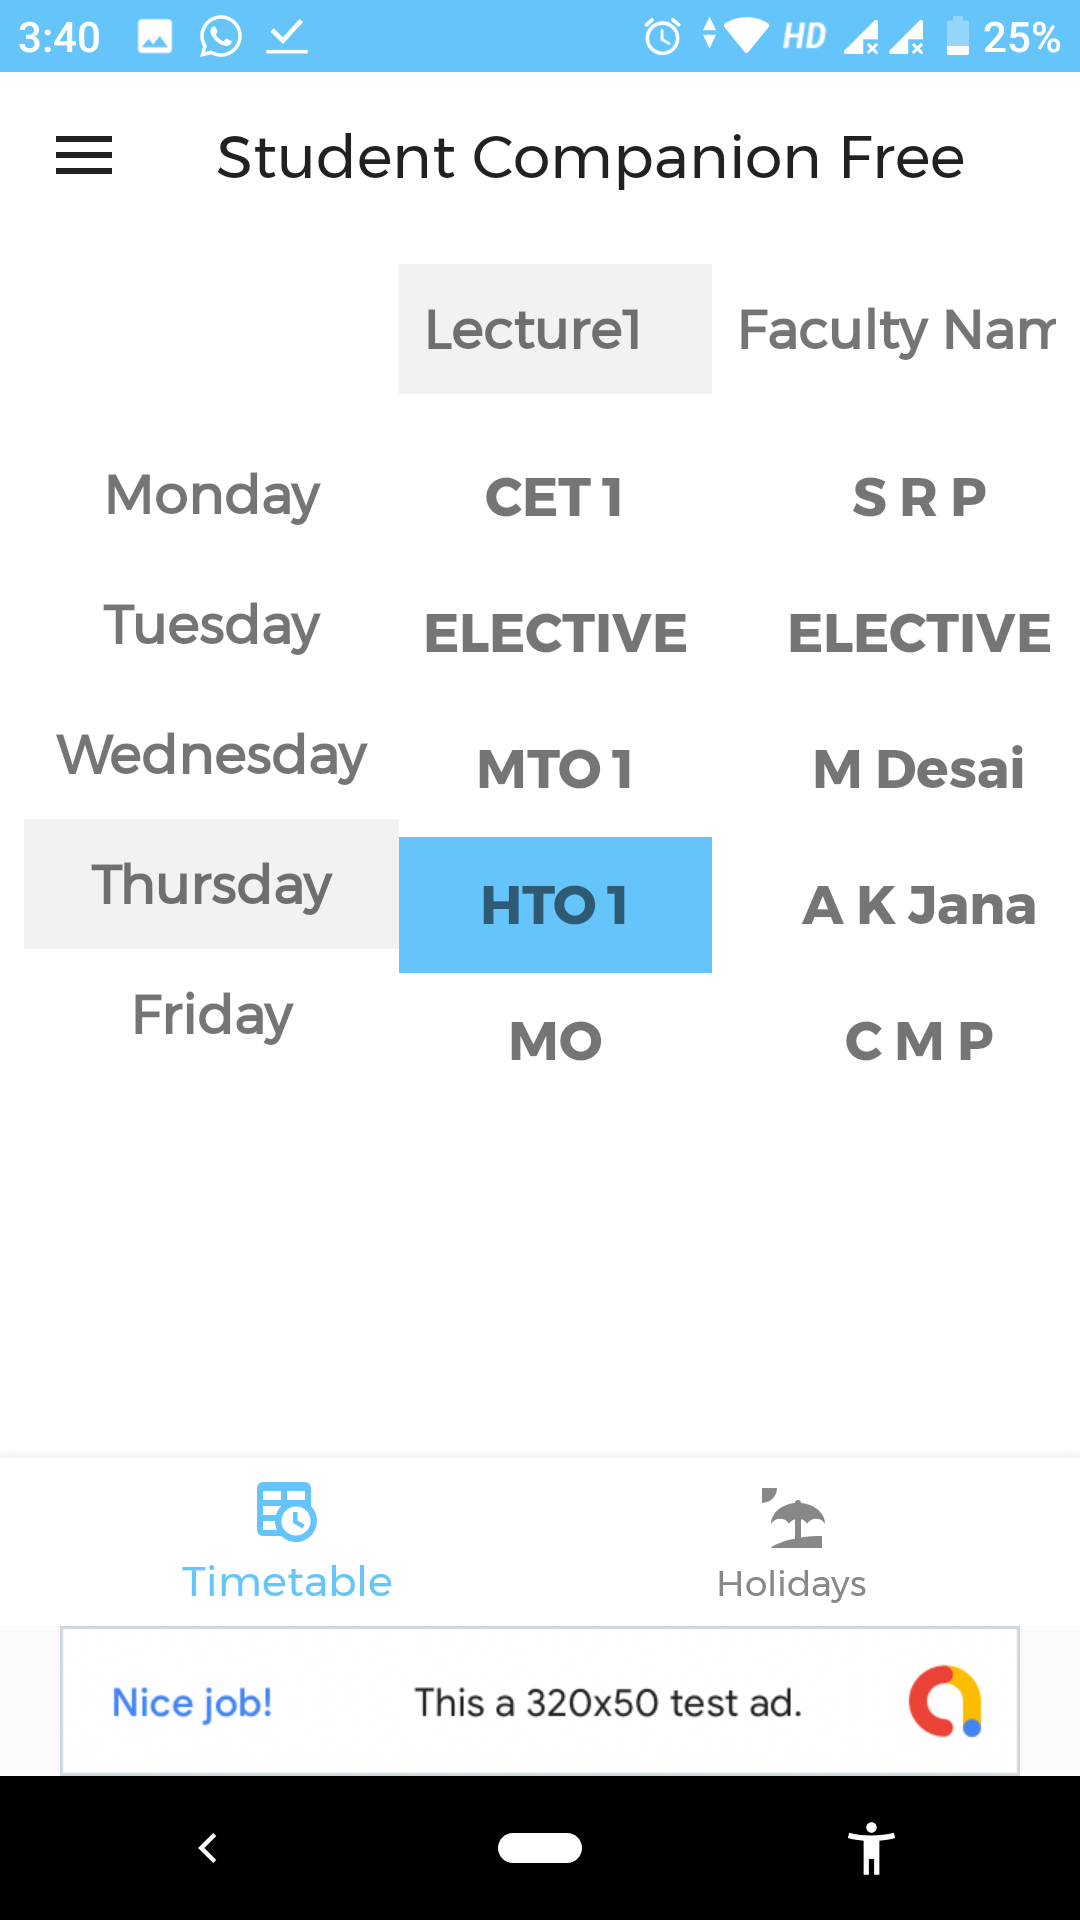 3:40 HD 25%
Student Companion Free
Lecture1 Faculty Nam
Monday CET 1 S R P
Tuesday ELECTIVE ELECTIVE
Wednesday MTO 1 M Desai
Thursday HTO 1 A K Jana
Friday MO C M P
Timetable Holidays
Nice job! This a 320x50 test ad.